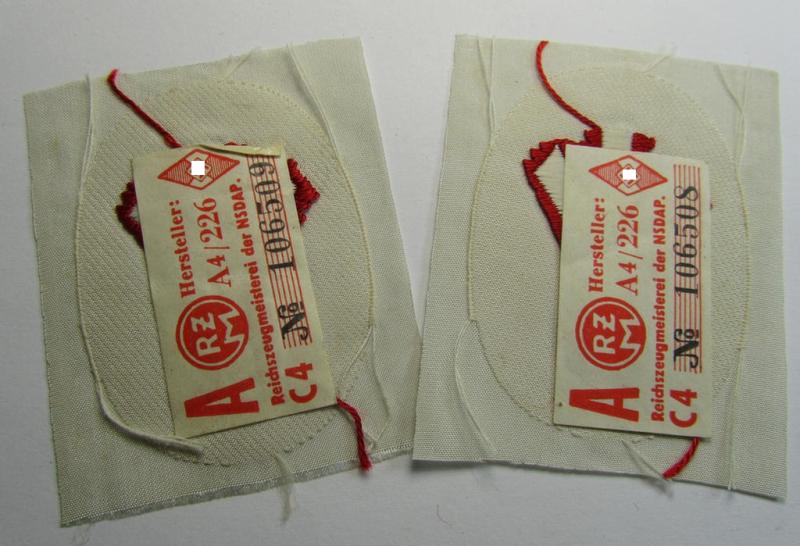 A
RZM
Hersteller:
A4/226
Reichszeugmeisterei der NSDAP.
C4 № 106509
A
RZM
Hersteller:
A4/226
Reichszeugmeisterei der NSDAP.
C4 № 106508